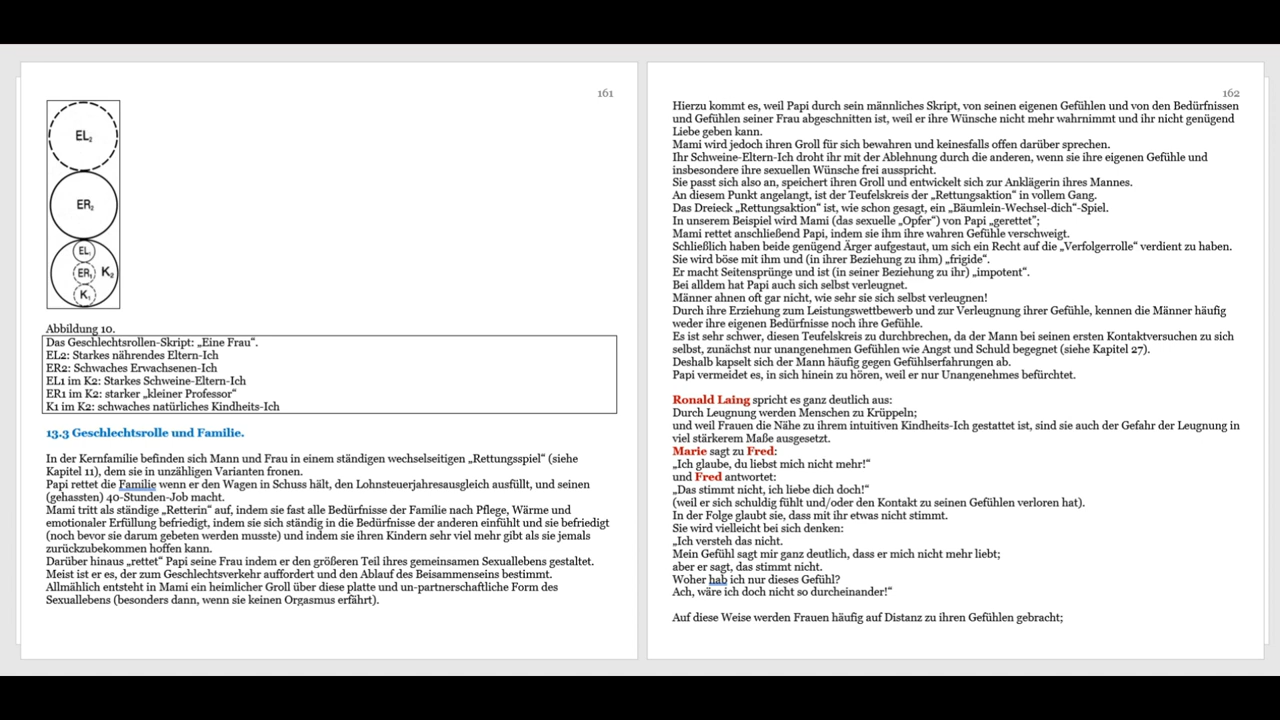 161
EL2
ER2
EL
ER1 K2
K1
Abbildung 10.
Das Geschlechtsrollen-Skript: „Eine Frau“.
EL2: Starkes nährendes Eltern-Ich
ER2: Schwaches Erwachsenen-Ich
EL1 im K2: Starkes Schweine-Eltern-Ich
ER1 im K2: starker „kleiner Professor“
K1 im K2: schwaches natürliches Kindheits-Ich
13.3 Geschlechtsrolle und Familie.
In der Kernfamilie befinden sich Mann und Frau in einem ständigen wechselseitigen „Rettungsspiel“ (siehe
Kapitel 11), dem sie in unzähligen Varianten fronen.
Papi rettet die Familie wenn er den Wagen in Schuss hält, den Lohnsteuerjahresausgleich ausfüllt, und seinen
(gehassten) 40-Stunden-Job macht.
Mami tritt als ständige „Retterin“ auf, indem sie fast alle Bedürfnisse der Familie nach Pflege, Wärme und
emotionaler Erfüllung befriedigt, indem sie sich ständig in die Bedürfnisse der anderen einfühlt und sie befriedigt
(noch bevor sie darum gebeten werden musste) und indem sie ihren Kindern sehr viel mehr gibt als sie jemals
zurückzubekommen hoffen kann.
Darüber hinaus „rettet“ Papi seine Frau indem er den größeren Teil ihres gemeinsamen Sexuallebens gestaltet.
Meist ist er es, der zum Geschlechtsverkehr auffordert und den Ablauf des Beisammenseins bestimmt.
Allmählich entsteht in Mami ein heimlicher Groll über diese platte und un-partnerschaftliche Form des
Sexuallebens (besonders dann, wenn sie keinen Orgasmus erfährt).
162
Hierzu kommt es, weil Papi durch sein männliches Skript, von seinen eigenen Gefühlen und von den Bedürfnissen
und Gefühlen seiner Frau abgeschnitten ist, weil er ihre Wünsche nicht mehr wahrnimmt und ihr nicht genügend
Liebe geben kann.
Mami wird jedoch ihren Groll für sich bewahren und keinesfalls offen darüber sprechen.
Ihr Schweine-Eltern-Ich droht ihr mit der Ablehnung durch die anderen, wenn sie ihre eigenen Gefühle und
insbesondere ihre sexuellen Wünsche frei ausspricht.
Sie passt sich also an, speichert ihren Groll und entwickelt sich zur Anklägerin ihres Mannes.
An diesem Punkt angelangt, ist der Teufelskreis der „Rettungsaktion“ in vollem Gang.
Das Dreieck „Rettungsaktion“ ist, wie schon gesagt, ein „Bäumlein-Wechsel-dich“-Spiel.
In unserem Beispiel wird Mami (das sexuelle „Opfer“) von Papi „gerettet”;
Mami rettet anschließend Papi, indem sie ihm ihre wahren Gefühle verschweigt.
Schließlich haben beide genügend Ärger aufgestaut, um sich ein Recht auf die „Verfolgerrolle“ verdient zu haben.
Sie wird böse mit ihm und (in ihrer Beziehung zu ihm) „frigide“.
Er macht Seitensprünge und ist (in seiner Beziehung zu ihr) „impotent“.
Bei alldem hat Papi auch sich selbst verleugnet.
Männer ahnen oft gar nicht, wie sehr sie sich selbst verleugnen!
Durch ihre Erziehung zum Leistungswettbewerb und zur Verleugnung ihrer Gefühle, kennen die Männer häufig
weder ihre eigenen Bedürfnisse noch ihre Gefühle.
Es ist sehr schwer, diesen Teufelskreis zu durchbrechen, da der Mann bei seinen ersten Kontaktversuchen zu sich
selbst, zunächst nur unangenehmen Gefühlen wie Angst und Schuld begegnet (siehe Kapitel 27).
Deshalb kapselt sich der Mann häufig gegen Gefühlserfahrungen ab.
Papi vermeidet es, in sich hinein zu hören, weil er nur Unangenehmes befürchtet.
Ronald Laing spricht es ganz deutlich aus:
Durch Leugnung werden Menschen zu Krüppeln;
und weil Frauen die Nähe zu ihrem intuitiven Kindheits-Ich gestattet ist, sind sie auch der Gefahr der Leugnung in
viel stärkerem Maße ausgesetzt.
Marie sagt zu Fred:
„Ich glaube, du liebst mich nicht mehr!“
und Fred antwortet:
„Das stimmt nicht, ich liebe dich doch!“
(weil er sich schuldig fühlt und/oder den Kontakt zu seinen Gefühlen verloren hat).
In der Folge glaubt sie, dass mit ihr etwas nicht stimmt.
Sie wird vielleicht bei sich denken:
„Ich versteh das nicht.
Mein Gefühl sagt mir ganz deutlich, dass er mich nicht mehr liebt;
aber er sagt, das stimmt nicht.
Woher hab ich nur dieses Gefühl?
Ach, wäre ich doch nicht so durcheinander!“
Auf diese Weise werden Frauen häufig auf Distanz zu ihren Gefühlen gebracht;